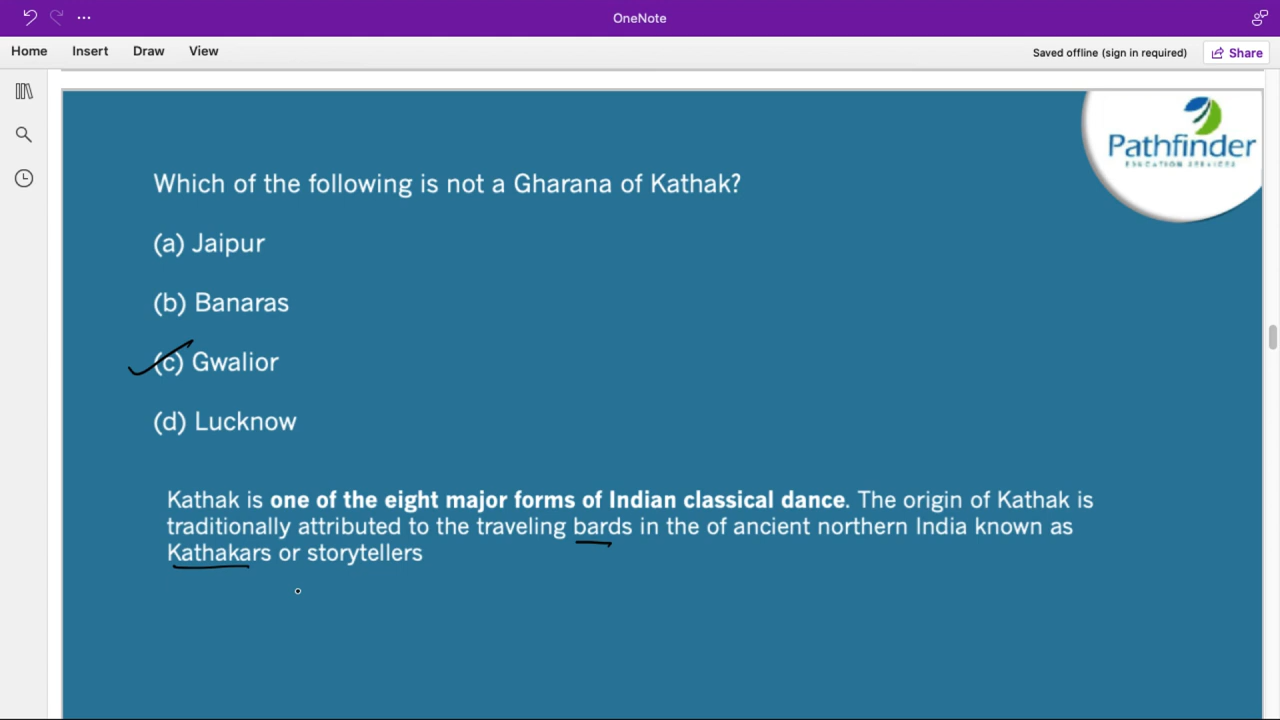 OneNote
Home Insert Draw View
Saved offline (sign in required) Share
Pathfinder
EDUCATION SERVICES
Which of the following is not a Gharana of Kathak?
(a) Jaipur
(b) Banaras
(c) Gwalior
(d) Lucknow
Kathak is one of the eight major forms of Indian classical dance. The origin of Kathak is
traditionally attributed to the traveling bards in the of ancient northern India known as
Kathakars or storytellers